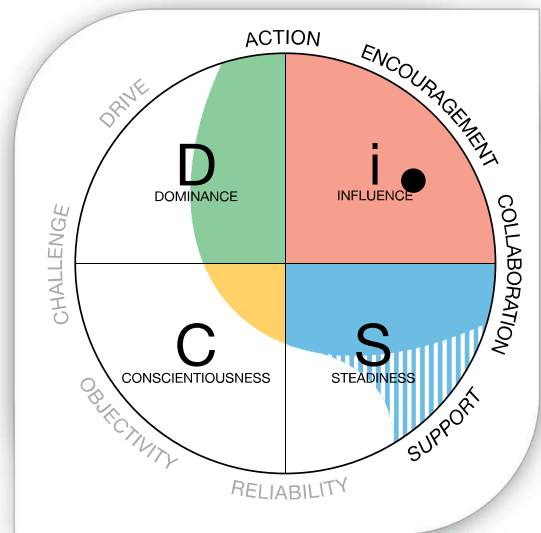 ACTION
ENCOURAGEMENT
DRIVE
D
DOMINANCE
i
INFLUENCE
CHALLENGE
COLLABORATION
C
CONSCIENTIOUSNESS
S
STEADINESS
OBJECTIVITY
SUPPORT
RELIABILITY